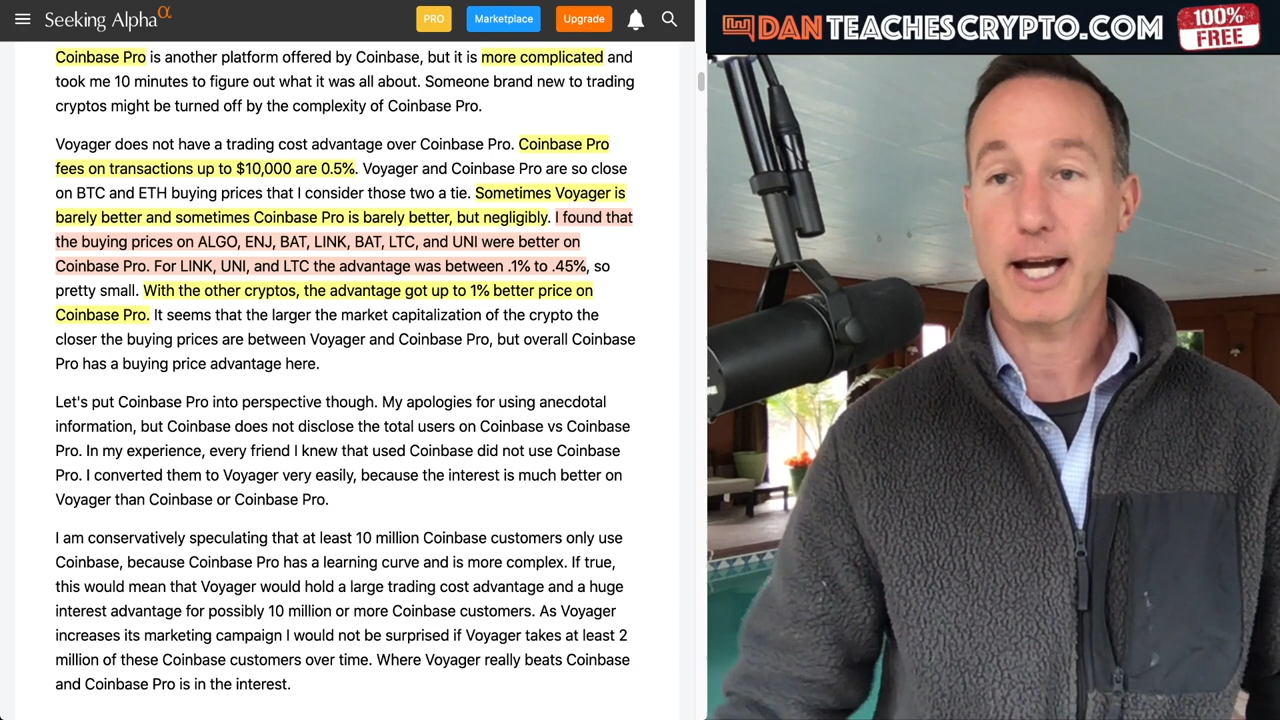 Seeking Alpha α
PRO
Marketplace
Upgrade
Coinbase Pro is another platform offered by Coinbase, but it is more complicated and
took me 10 minutes to figure out what it was all about. Someone brand new to trading
cryptos might be turned off by the complexity of Coinbase Pro.
Voyager does not have a trading cost advantage over Coinbase Pro. Coinbase Pro
fees on transactions up to $10,000 are 0.5%. Voyager and Coinbase Pro are so close
on BTC and ETH buying prices that I consider those two a tie. Sometimes Voyager is
barely better and sometimes Coinbase Pro is barely better, but negligibly. I found that
the buying prices on ALGO, ENJ, BAT, LINK, BAT, LTC, and UNI were better on
Coinbase Pro. For LINK, UNI, and LTC the advantage was between .1% to .45%, so
pretty small. With the other cryptos, the advantage got up to 1% better price on
Coinbase Pro. It seems that the larger the market capitalization of the crypto the
closer the buying prices are between Voyager and Coinbase Pro, but overall Coinbase
Pro has a buying price advantage here.
Let's put Coinbase Pro into perspective though. My apologies for using anecdotal
information, but Coinbase does not disclose the total users on Coinbase vs Coinbase
Pro. In my experience, every friend I knew that used Coinbase did not use Coinbase
Pro. I converted them to Voyager very easily, because the interest is much better on
Voyager than Coinbase or Coinbase Pro.
I am conservatively speculating that at least 10 million Coinbase customers only use
Coinbase, because Coinbase Pro has a learning curve and is more complex. If true,
this would mean that Voyager would hold a large trading cost advantage and a huge
interest advantage for possibly 10 million or more Coinbase customers. As Voyager
increases its marketing campaign I would not be surprised if Voyager takes at least 2
million of these Coinbase customers over time. Where Voyager really beats Coinbase
and Coinbase Pro is in the interest.
DANTEACHESCRYPTO.COM
100%
FREE